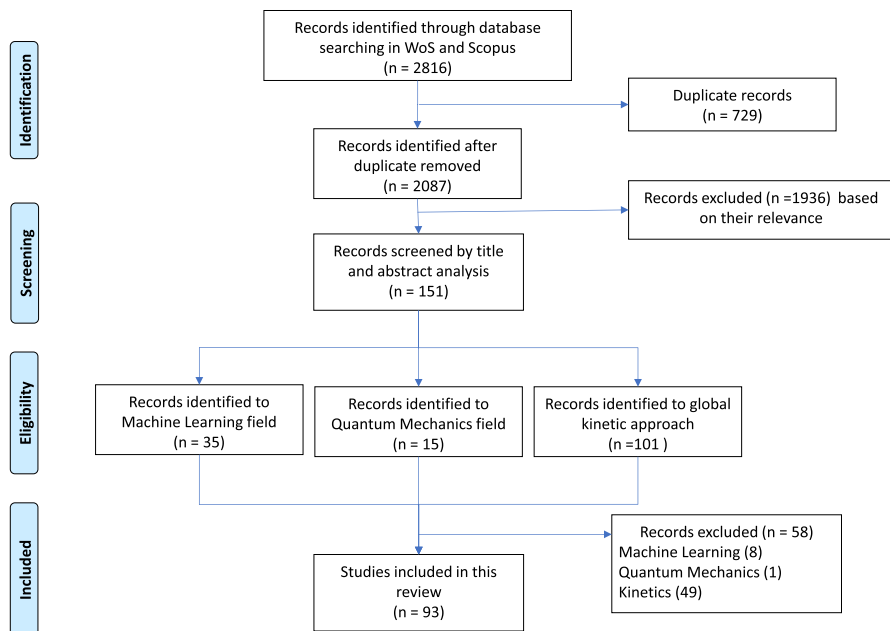 Identification
Records identified through database
searching in WoS and Scopus
(n = 2816)
Duplicate records
(n = 729)
Records identified after
duplicate removed
(n = 2087)
Screening
Records excluded (n =1936) based
on their relevance
Records screened by title
and abstract analysis
(n = 151)
Eligibility
Records identified to
Machine Learning field
(n = 35)
Records identified to
Quantum Mechanics field
(n = 15)
Records identified to global
kinetic approach
(n =101 )
Included
Records excluded (n = 58)
Machine Learning (8)
Quantum Mechanics (1)
Kinetics (49)
Studies included in this
review
n = 93)